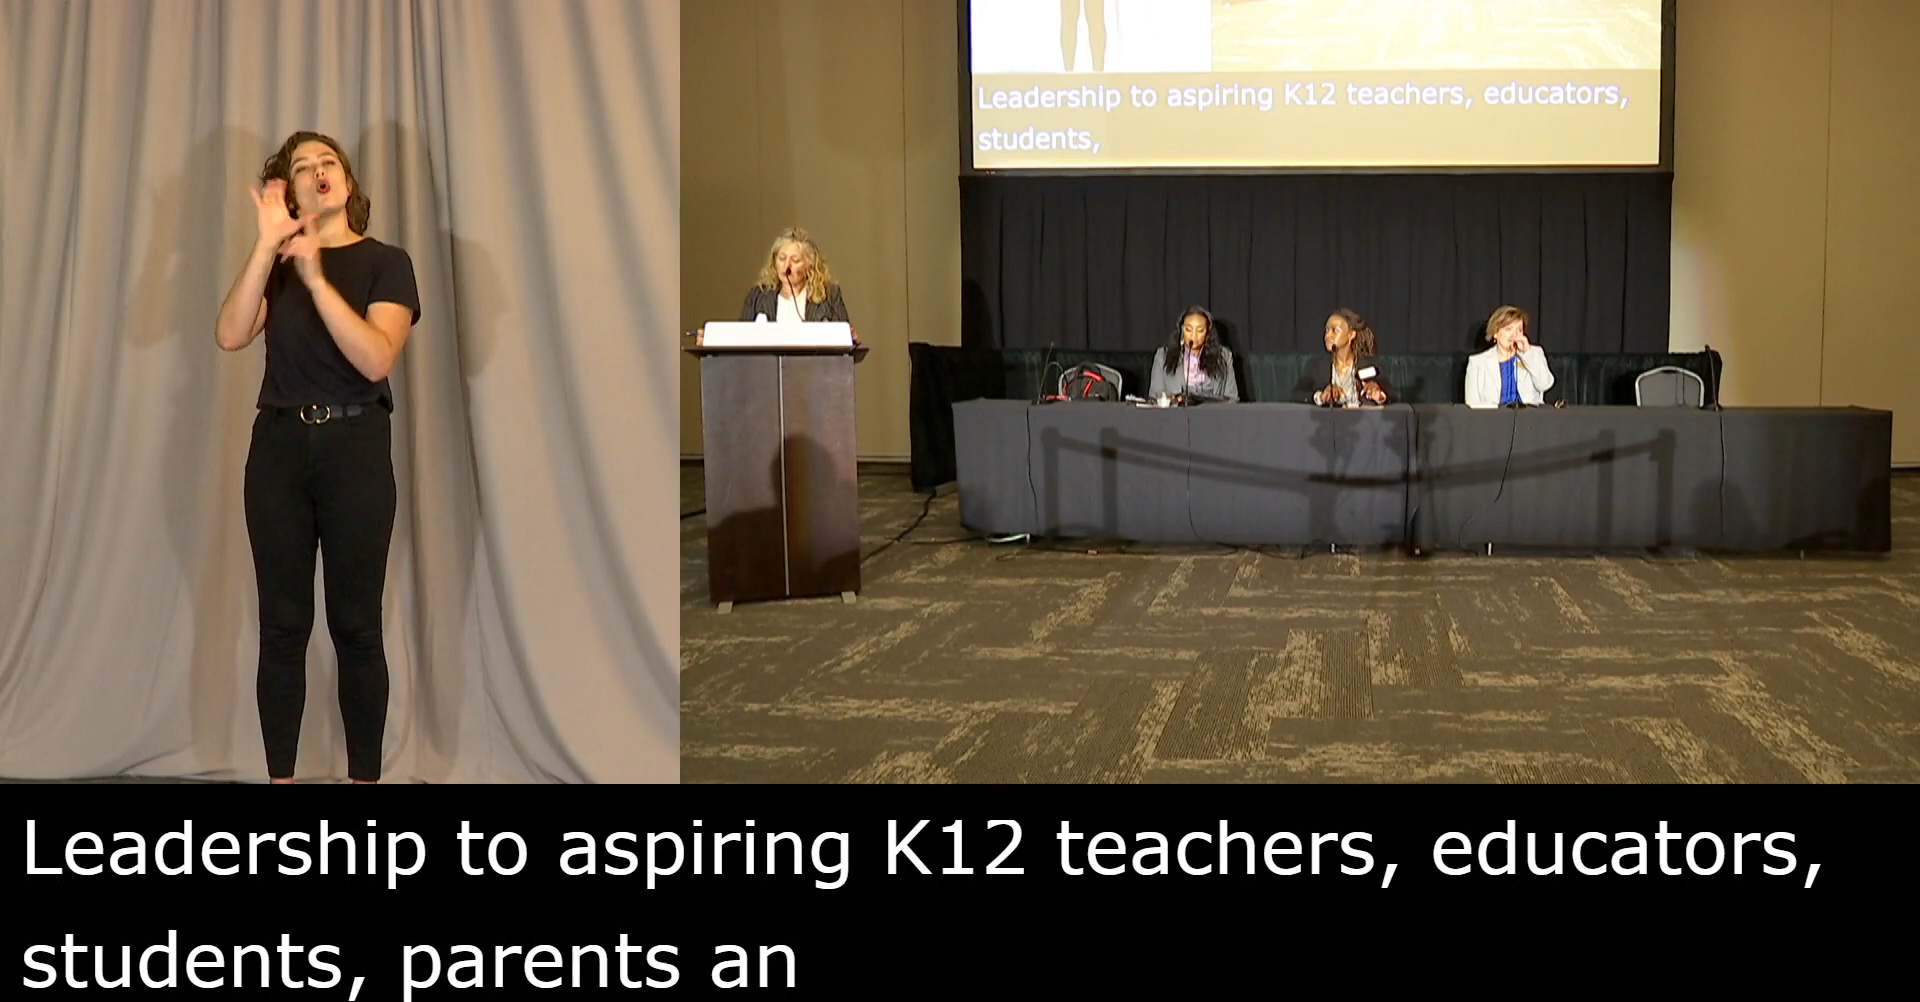 Leadership to aspiring K12 teachers, educators,
students,
Leadership to aspiring K12 teachers, educators,
students, parents an